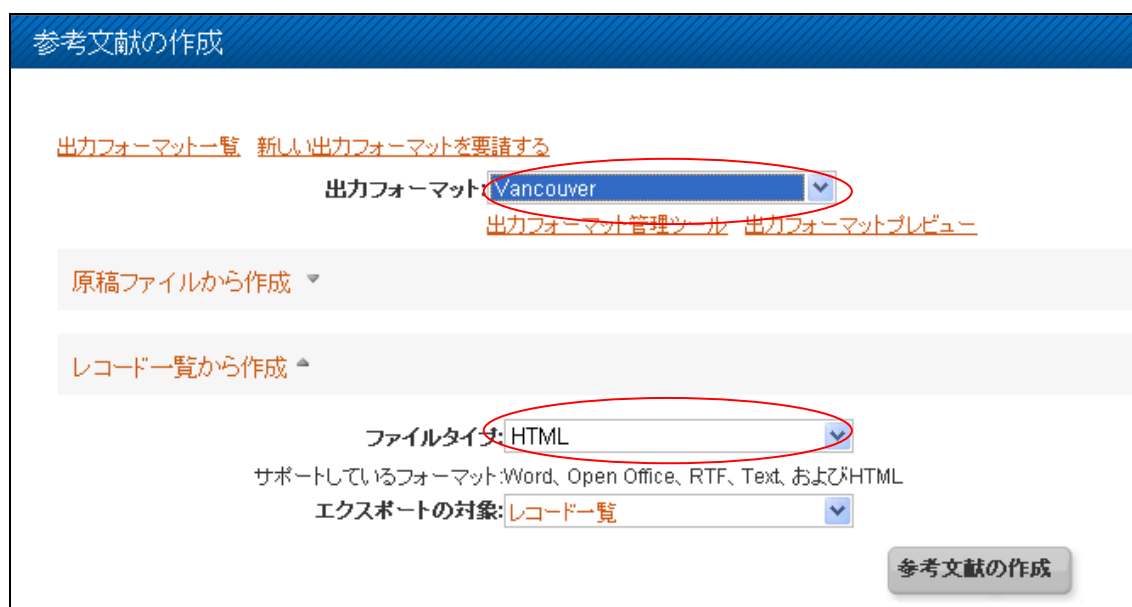 参考文献の作成
出力フォーマット一覧 新しい出力フォーマットを要請する
出力フォーマット: Vancouver
出力フォーマット管理ツール 出力フォーマットプレビュー
原稿ファイルから作成
レコード一覧から作成
ファイルタイプ: HTML
サポートしているフォーマット:Word、Open Office、RTF、Text、およびHTML
エクスポートの対象: レコード一覧
参考文献の作成